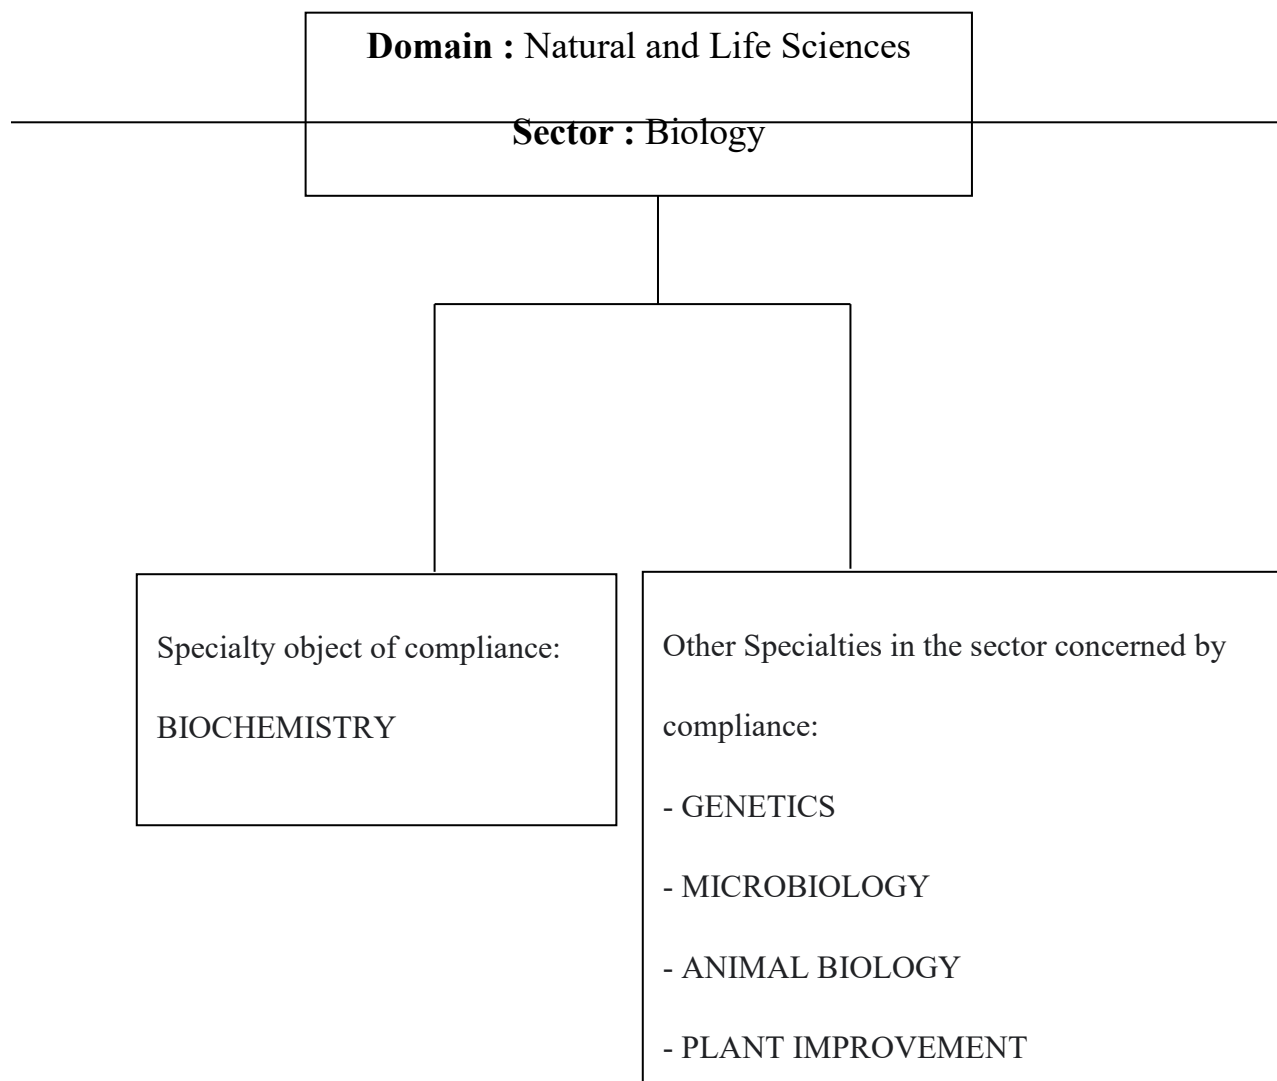 Domain : Natural and Life Sciences
Sector : Biology
Specialty object of compliance:
BIOCHEMISTRY
Other Specialties in the sector concerned by
compliance:
- GENETICS
- MICROBIOLOGY
- ANIMAL BIOLOGY
- PLANT IMPROVEMENT